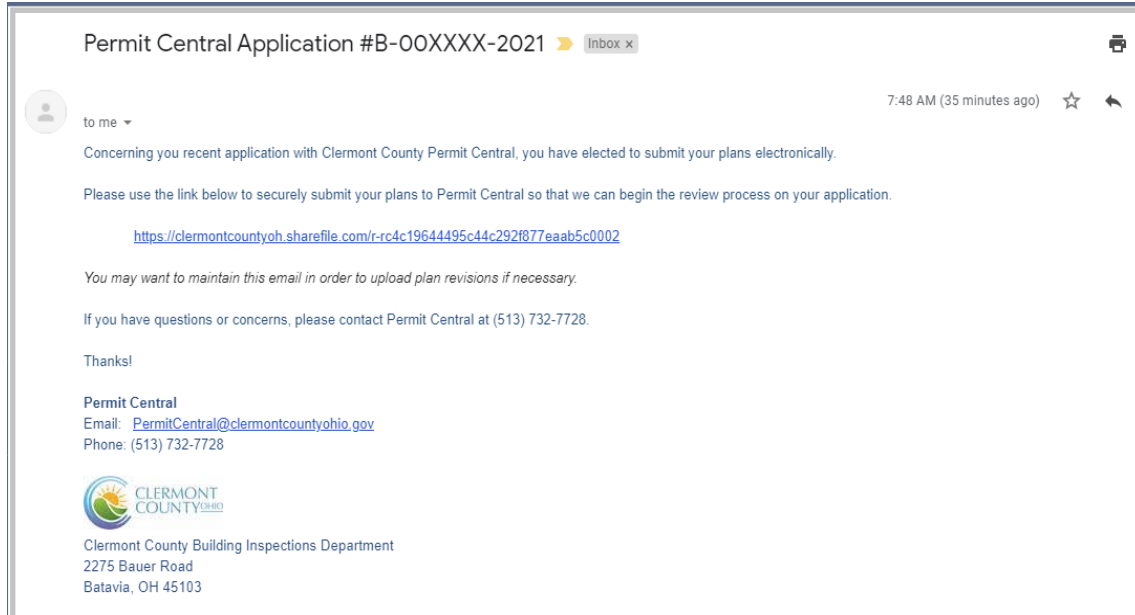 Permit Central Application #B-00XXXX-2021 Inbox x
7:48 AM (35 minutes ago)
to me
Concerning you recent application with Clermont County Permit Central, you have elected to submit your plans electronically.
Please use the link below to securely submit your plans to Permit Central so that we can begin the review process on your application.
https://clermontcountyoh.sharefile.com/r-rc4c19644495c44c292f877eaab5c0002
You may want to maintain this email in order to upload plan revisions if necessary.
If you have questions or concerns, please contact Permit Central at (513) 732-7728.
Thanks!
Permit Central
Email: PermitCentral@clermontcountyohio.gov
Phone: (513) 732-7728
CLERMONT
COUNTY OHIO
Clermont County Building Inspections Department
2275 Bauer Road
Batavia, OH 45103